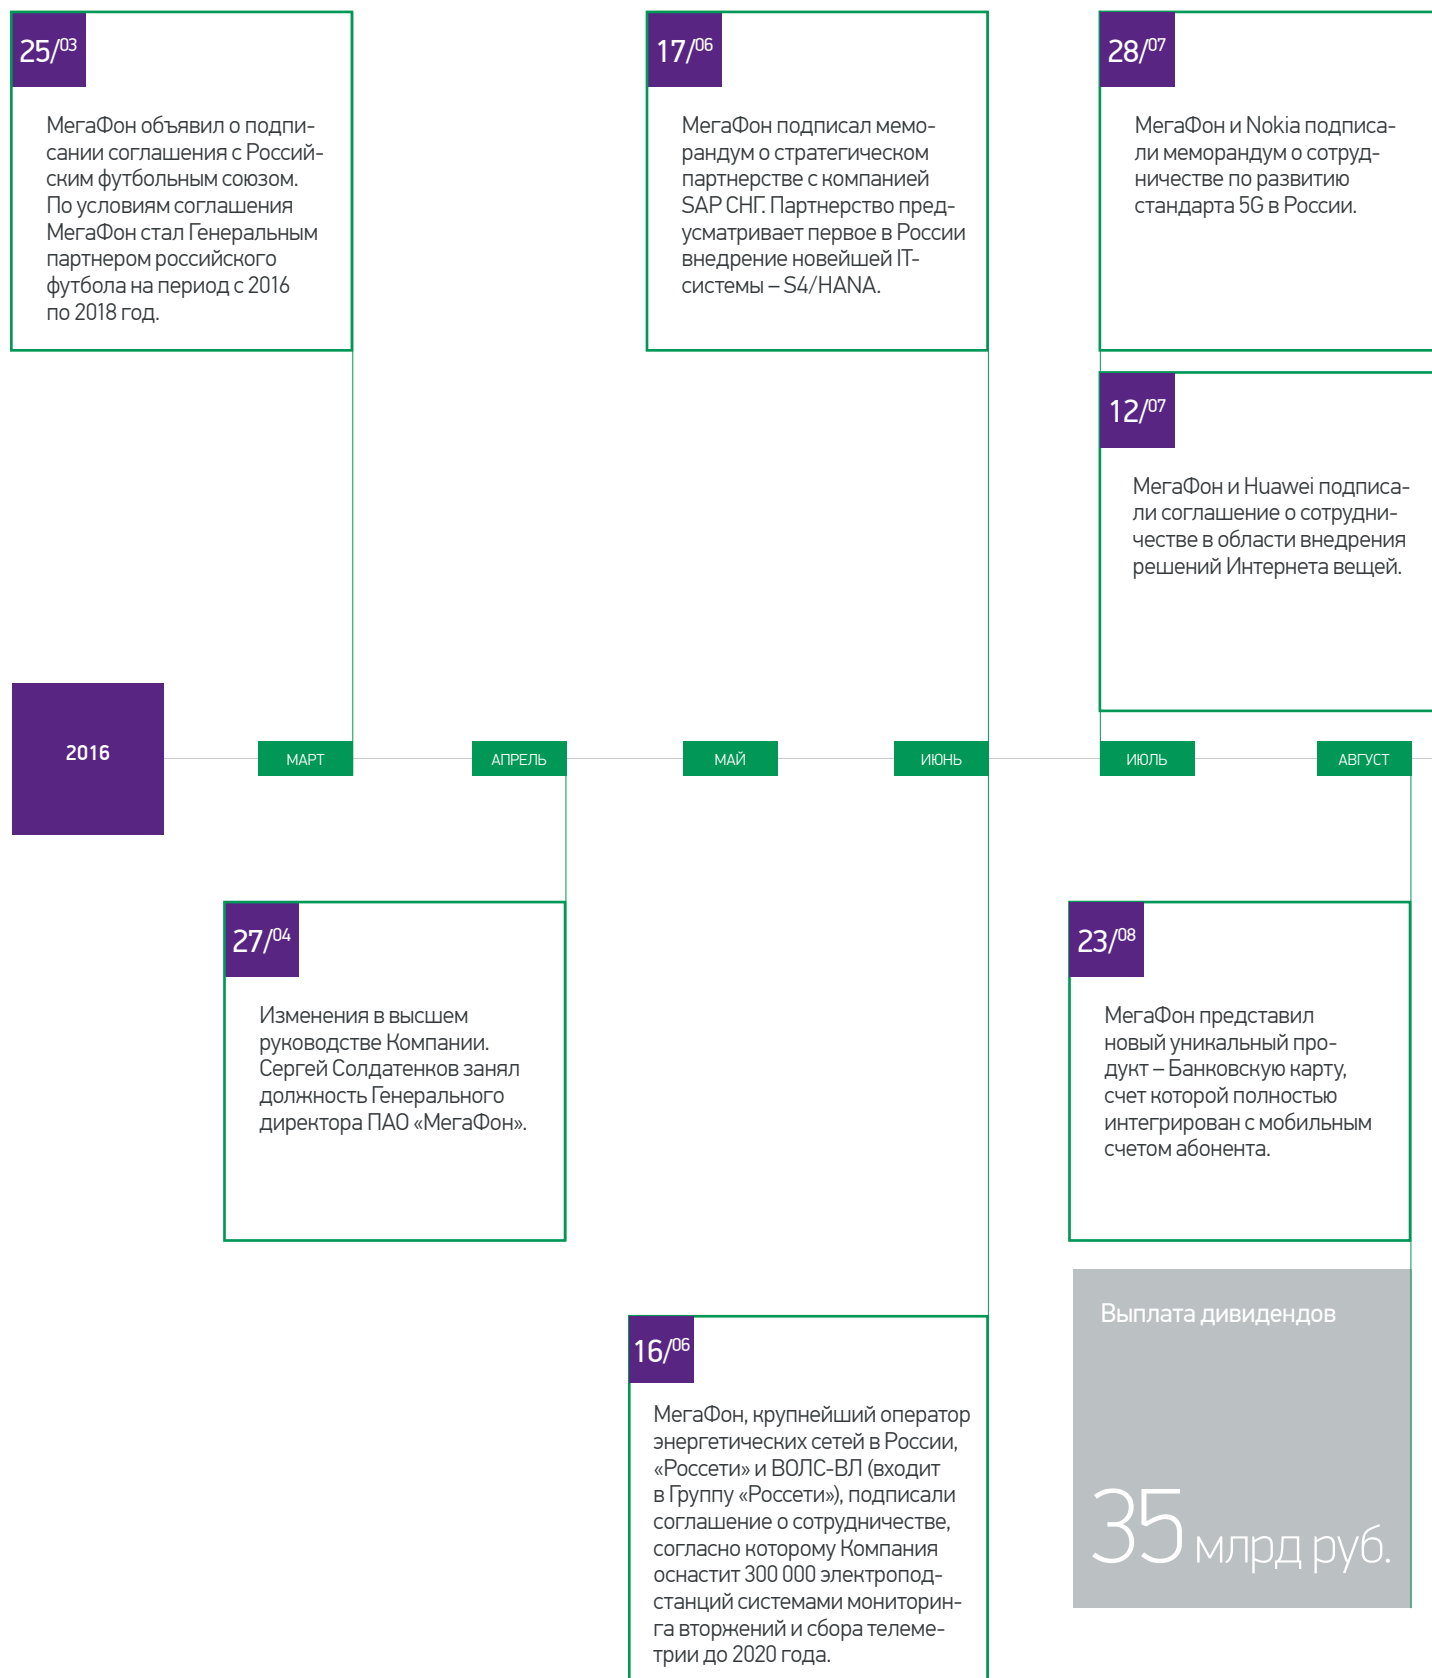 25/03
МегаФон объявил о подпи-
сании соглашения с Россий-
ским футбольным союзом.
По условиям соглашения
МегаФон стал Генеральным
партнером российского
футбола на период с 2016
по 2018 год.
17/06
МегаФон подписал мемо-
рандум о стратегическом
партнерстве с компанией
SAP СНГ. Партнерство пред-
усматривает первое в России
внедрение новейшей IT-
системы – S4/HANA.
28/07
МегаФон и Nokia подписа-
ли меморандум о сотруд-
ничестве по развитию
стандарта 5G в России.
12/07
МегаФон и Huawei подписа-
ли соглашение о сотрудни-
честве в области внедрения
решений Интернета вещей.
2016
МАРТ
АПРЕЛЬ
МАЙ
ИЮНЬ
ИЮЛЬ
АВГУСТ
27/04
Изменения в высшем
руководстве Компании.
Сергей Солдатенков занял
должность Генерального
директора ПАО «МегаФон».
23/08
МегаФон представил
новый уникальный про-
дукт – Банковскую карту,
счет которой полностью
интегрирован с мобильным
счетом абонента.
16/06
МегаФон, крупнейший оператор
энергетических сетей в России,
«Россети» и ВОЛС-ВЛ (входит
в Группу «Россети»), подписали
соглашение о сотрудничестве,
согласно которому Компания
оснастит 300 000 электропод-
станций системами мониторин-
га вторжений и сбора телеме-
трии до 2020 года.
Выплата дивидендов
35 млрд руб.